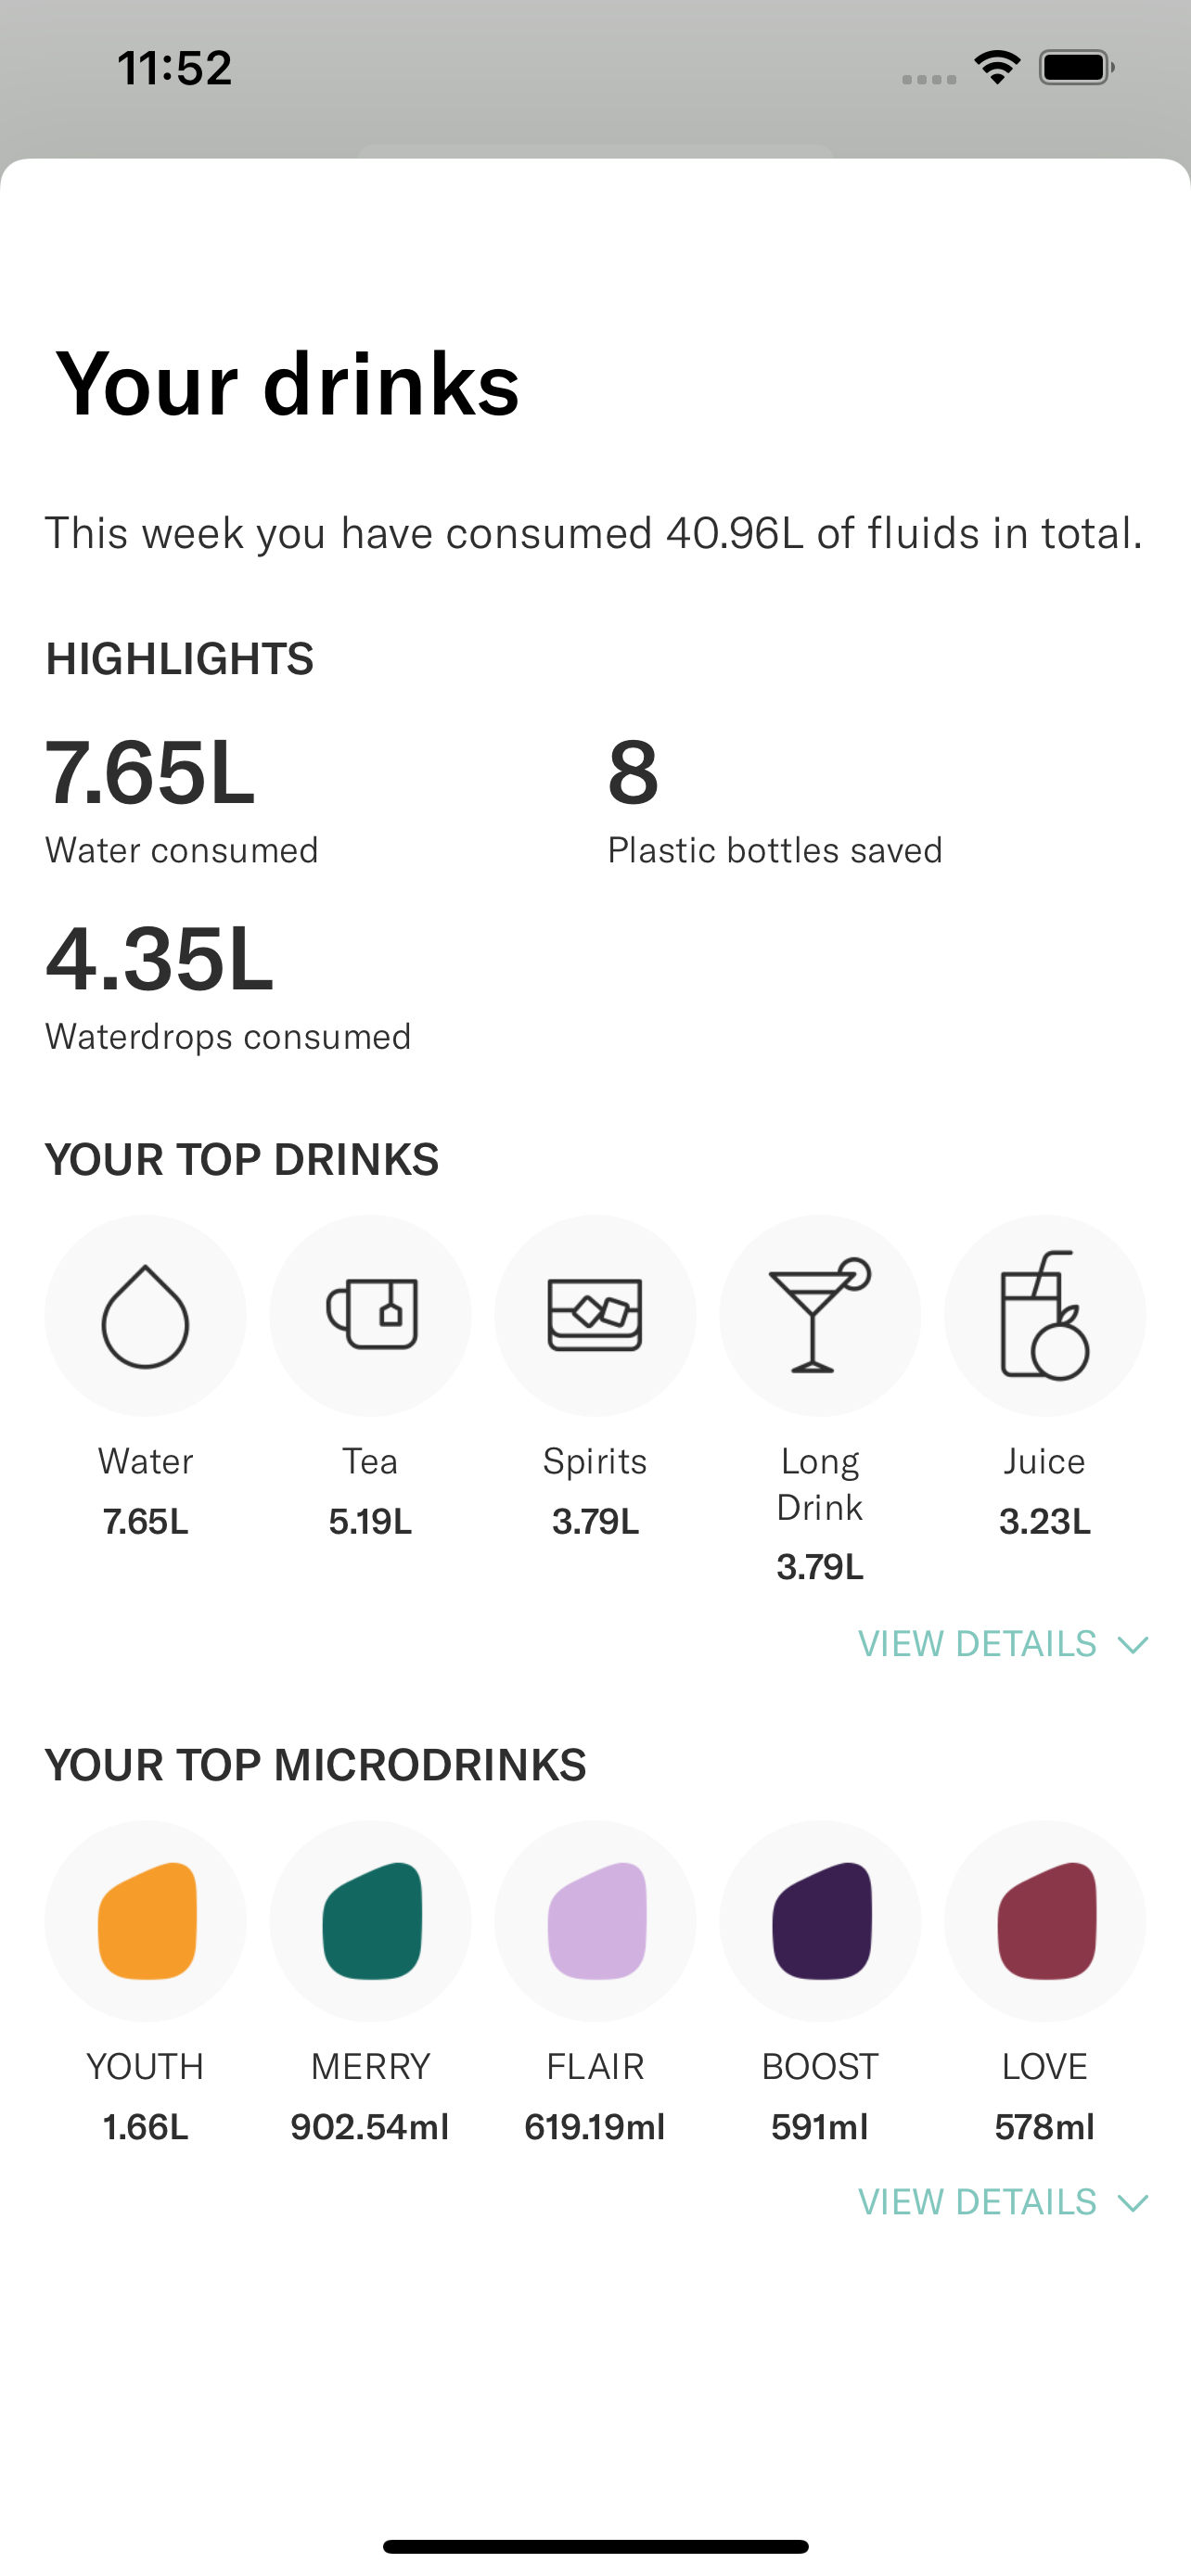 11:52
Your drinks
This week you have consumed 40.96L of fluids in total.
HIGHLIGHTS
7.65L
Water consumed
8
Plastic bottles saved
4.35L
Waterdrops consumed
YOUR TOP DRINKS
Water
7.65L
Tea
5.19L
Spirits
3.79L
Long
Drink
3.79L
Juice
3.23L
VIEW DETAILS
YOUR TOP MICRODRINKS
YOUTH
1.66L
MERRY
902.54ml
FLAIR
619.19ml
BOOST
591ml
LOVE
578ml
VIEW DETAILS